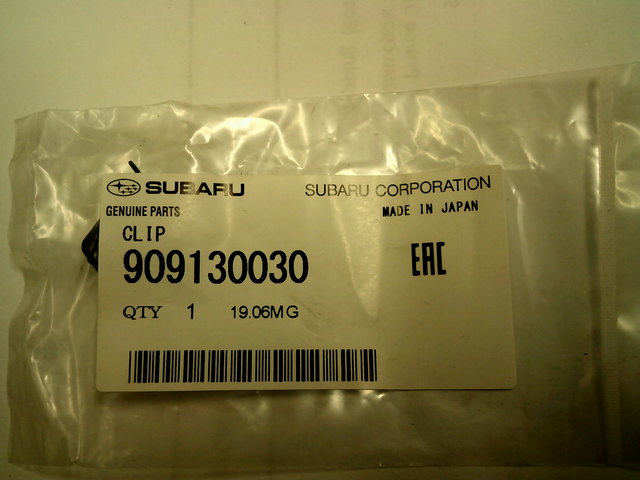 SUBARU SUBARU CORPORATION
GENUINE PARTS MADE IN JAPAN
CLIP
909130030 EAC
QTY 1 19.06MG